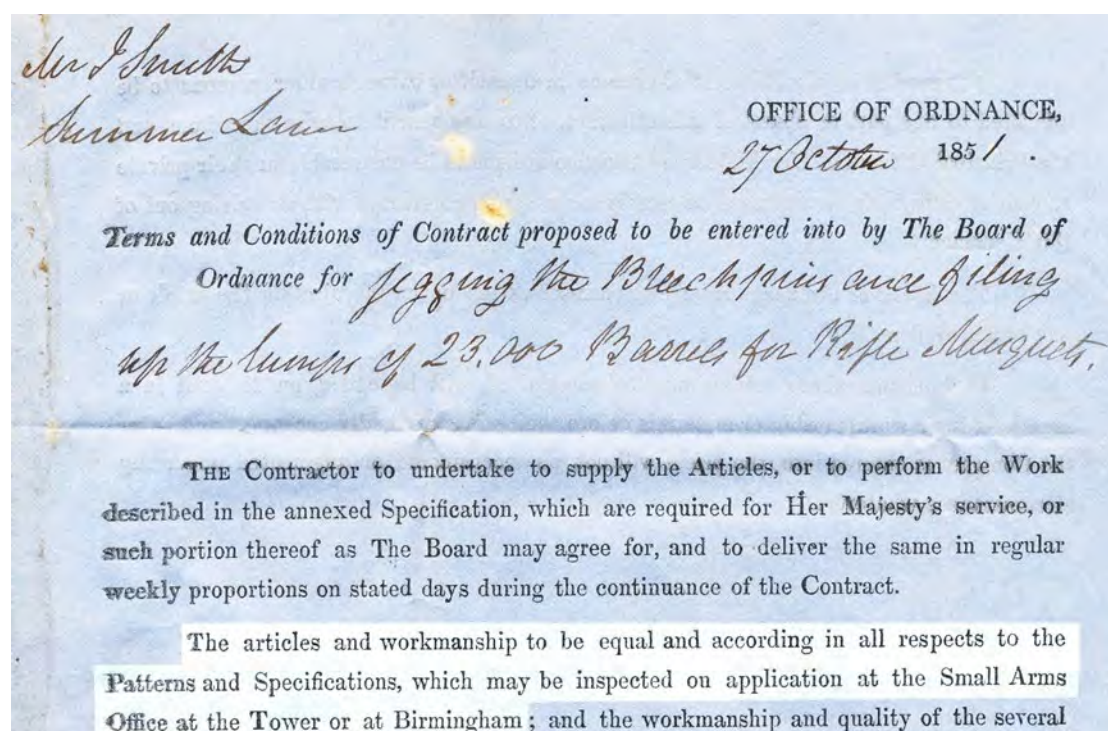 Mr J Smith
Summer Lane
OFFICE OF ORDNANCE,
27 October 1851.
Terms and Conditions of Contract proposed to be entered into by The Board of
Ordnance for Jigging the Breechpins and filing
up the lumps of 23,000 Barrels for Rifle Musquets.
THE Contractor to undertake to supply the Articles, or to perform the Work
described in the annexed Specification, which are required for Her Majesty's service, or
such portion thereof as The Board may agree for, and to deliver the same in regular
weekly proportions on stated days during the continuance of the Contract.
The articles and workmanship to be equal and according in all respects to the
Patterns and Specifications, which may be inspected on application at the Small Arms
Office at the Tower or at Birmingham; and the workmanship and quality of the several